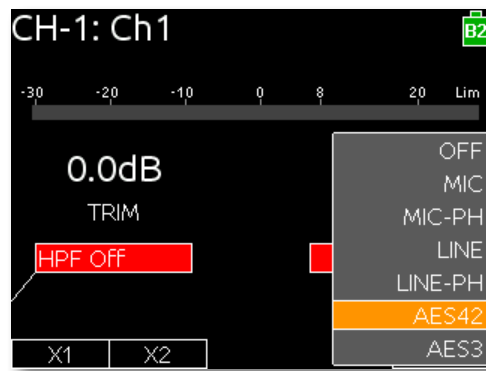 CH-1: Ch1
B2
-30 -20 -10 0 8 20 Lim
OFF
0.0dB
MIC
TRIM
MIC-PH
HPF Off
LINE
LINE-PH
AES42
X1 X2
AES3